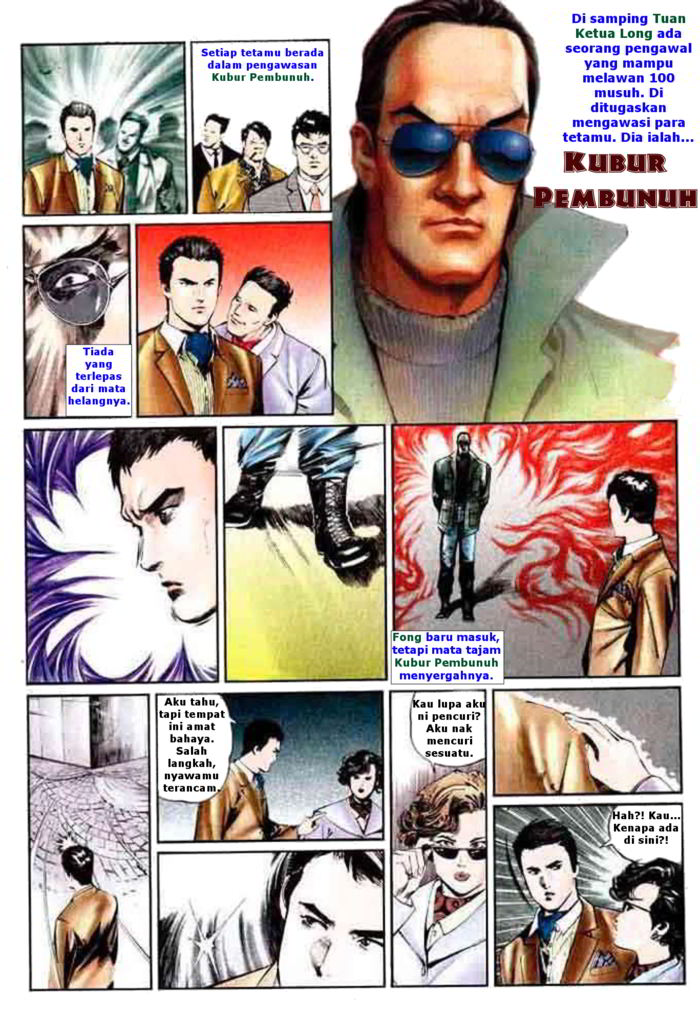 Di samping Tuan
Ketua Long ada
seorang pengawal
yang mampu
melawan 100
musuh. Di
ditugaskan
mengawasi para
tetamu. Dia ialah...
KUBUR
PEMBUNUH
Setiap tetamu berada
dalam pengawasan
Kubur Pembunuh.
Tiada
yang
terlepas
dari mata
helangnya.
Fong baru masuk,
tetapi mata tajam
Kubur Pembunuh
menyergahnya.
Hah?! Kau...
Kenapa ada
di sini?!
Kau lupa aku
ni pencuri?
Aku nak
mencuri
sesuatu.
Aku tahu,
tapi tempat
ini amat
bahaya.
Salah
langkah,
nyawamu
terancam.